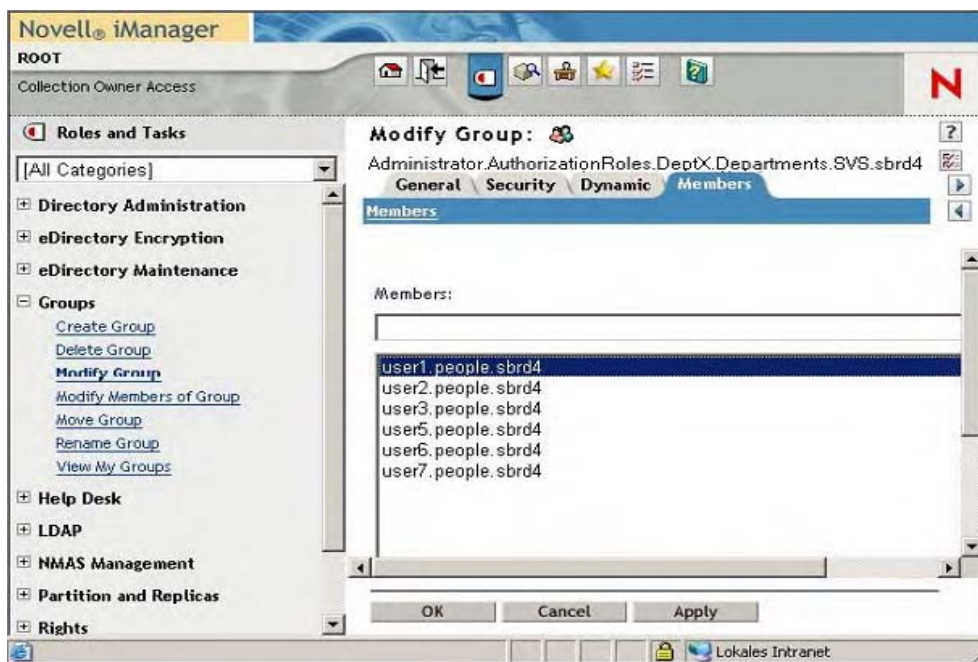 Novell® iManager
ROOT
Collection Owner Access
N
Roles and Tasks
[All Categories]
Directory Administration
eDirectory Encryption
eDirectory Maintenance
Groups
Create Group
Delete Group
Modify Group
Modify Members of Group
Move Group
Rename Group
View My Groups
Help Desk
LDAP
NMAS Management
Partition and Replicas
Rights
Modify Group:
?
Administrator.AuthorizationRoles.DeptX.Departments.SVS.sbrd4
General Security Dynamic Members
Members
Members:
user1.people.sbrd4
user2.people.sbrd4
user3.people.sbrd4
user5.people.sbrd4
user6.people.sbrd4
user7.people.sbrd4
OK Cancel Apply
Lokales Intranet